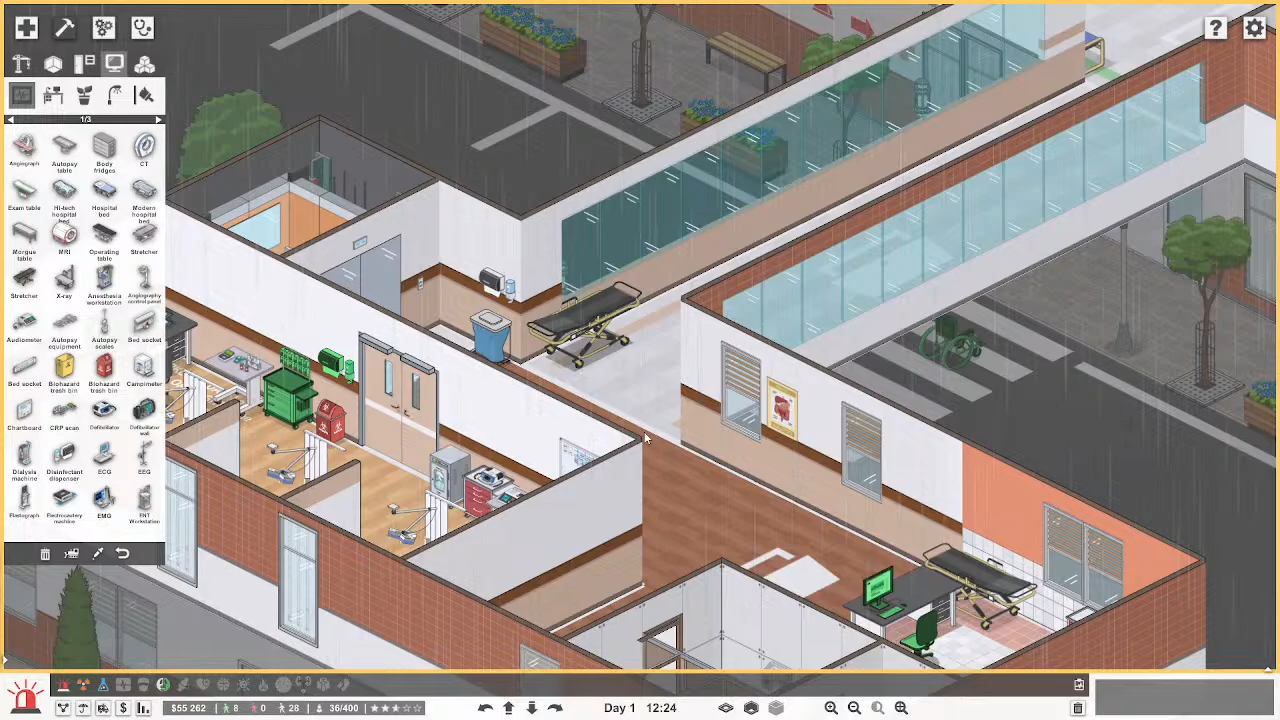 ?
1/3
Angiograph
Autopsy table
Body fridges
CT
Exam table
Hi-tech hospital bed
Hospital bed
Modern hospital bed
Morgue table
MRI
Operating table
Stretcher
Stretcher
X-ray
Anesthesia workstation
Angiography control panel
Audiometer
Autopsy equipment
Autopsy scales
Bed socket
Bed socket
Biohazard trash bin
Biohazard trash bin
Campimeter
Chartboard
CRP scan
Defibrillator
Defibrillator wall
Dialysis machine
Disinfectant dispenser
ECG
EEG
Elastograph
Electrocautery machine
EMG
ENT Workstation
$
$55 262
8
0
28
36/400
Day 1 12:24